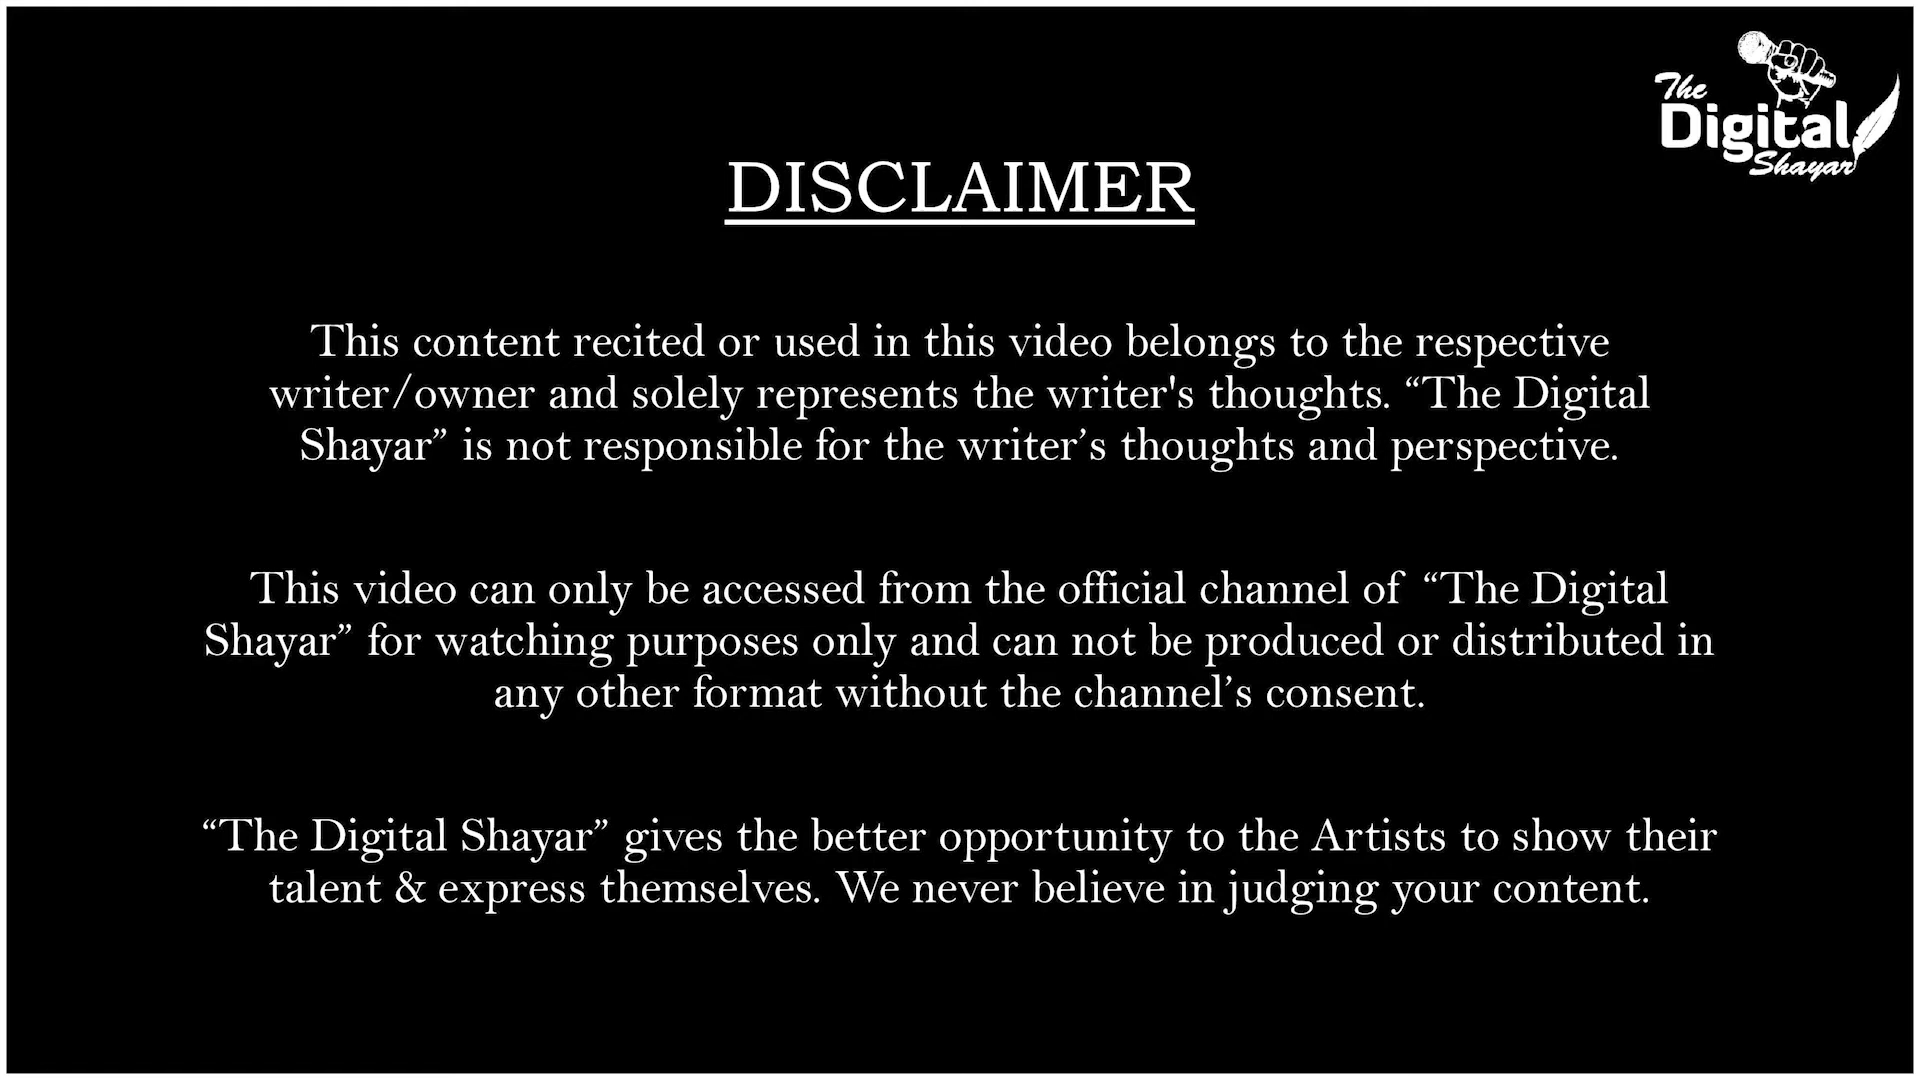 The
Digital
Shayar
DISCLAIMER
This content recited or used in this video belongs to the respective
writer/owner and solely represents the writer's thoughts. “The Digital
Shayar” is not responsible for the writer’s thoughts and perspective.
This video can only be accessed from the official channel of “The Digital
Shayar” for watching purposes only and can not be produced or distributed in
any other format without the channel’s consent.
“The Digital Shayar” gives the better opportunity to the Artists to show their
talent & express themselves. We never believe in judging your content.